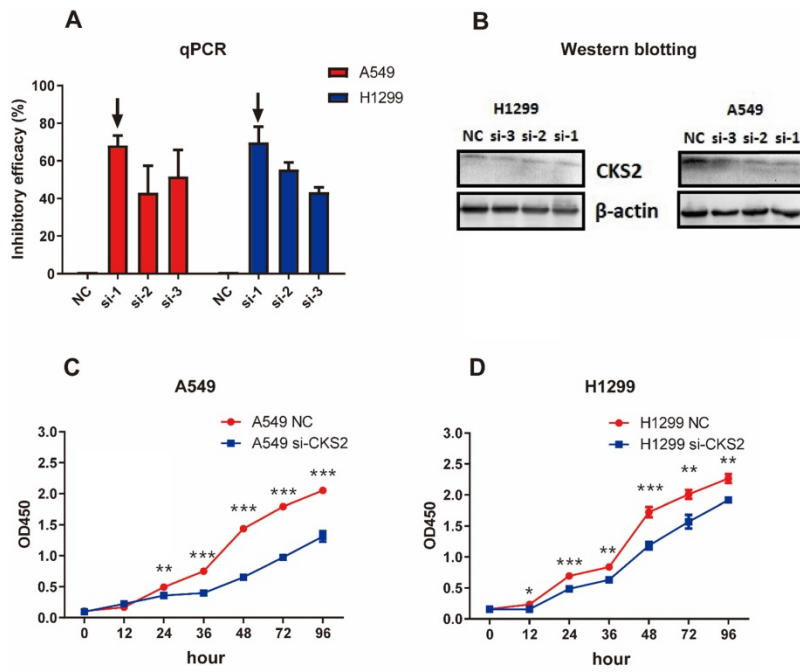 A
qPCR
A549
H1299
Inhibitory efficacy (%)
100
80
60
40
20
0
NC si-1 si-2 si-3 NC si-1 si-2 si-3
B
Western blotting
H1299
NC si-3 si-2 si-1
A549
NC si-3 si-2 si-1
CKS2
β-actin
C
A549
A549 NC
A549 si-CKS2
OD450
3.0
2.5
2.0
1.5
1.0
0.5
0.0
** *** *** *** ***
0 12 24 36 48 72 96
hour
D
H1299
H1299 NC
H1299 si-CKS2
OD450
3.0
2.5
2.0
1.5
1.0
0.5
0.0
* *** ** *** ** **
0 12 24 36 48 72 96
hour